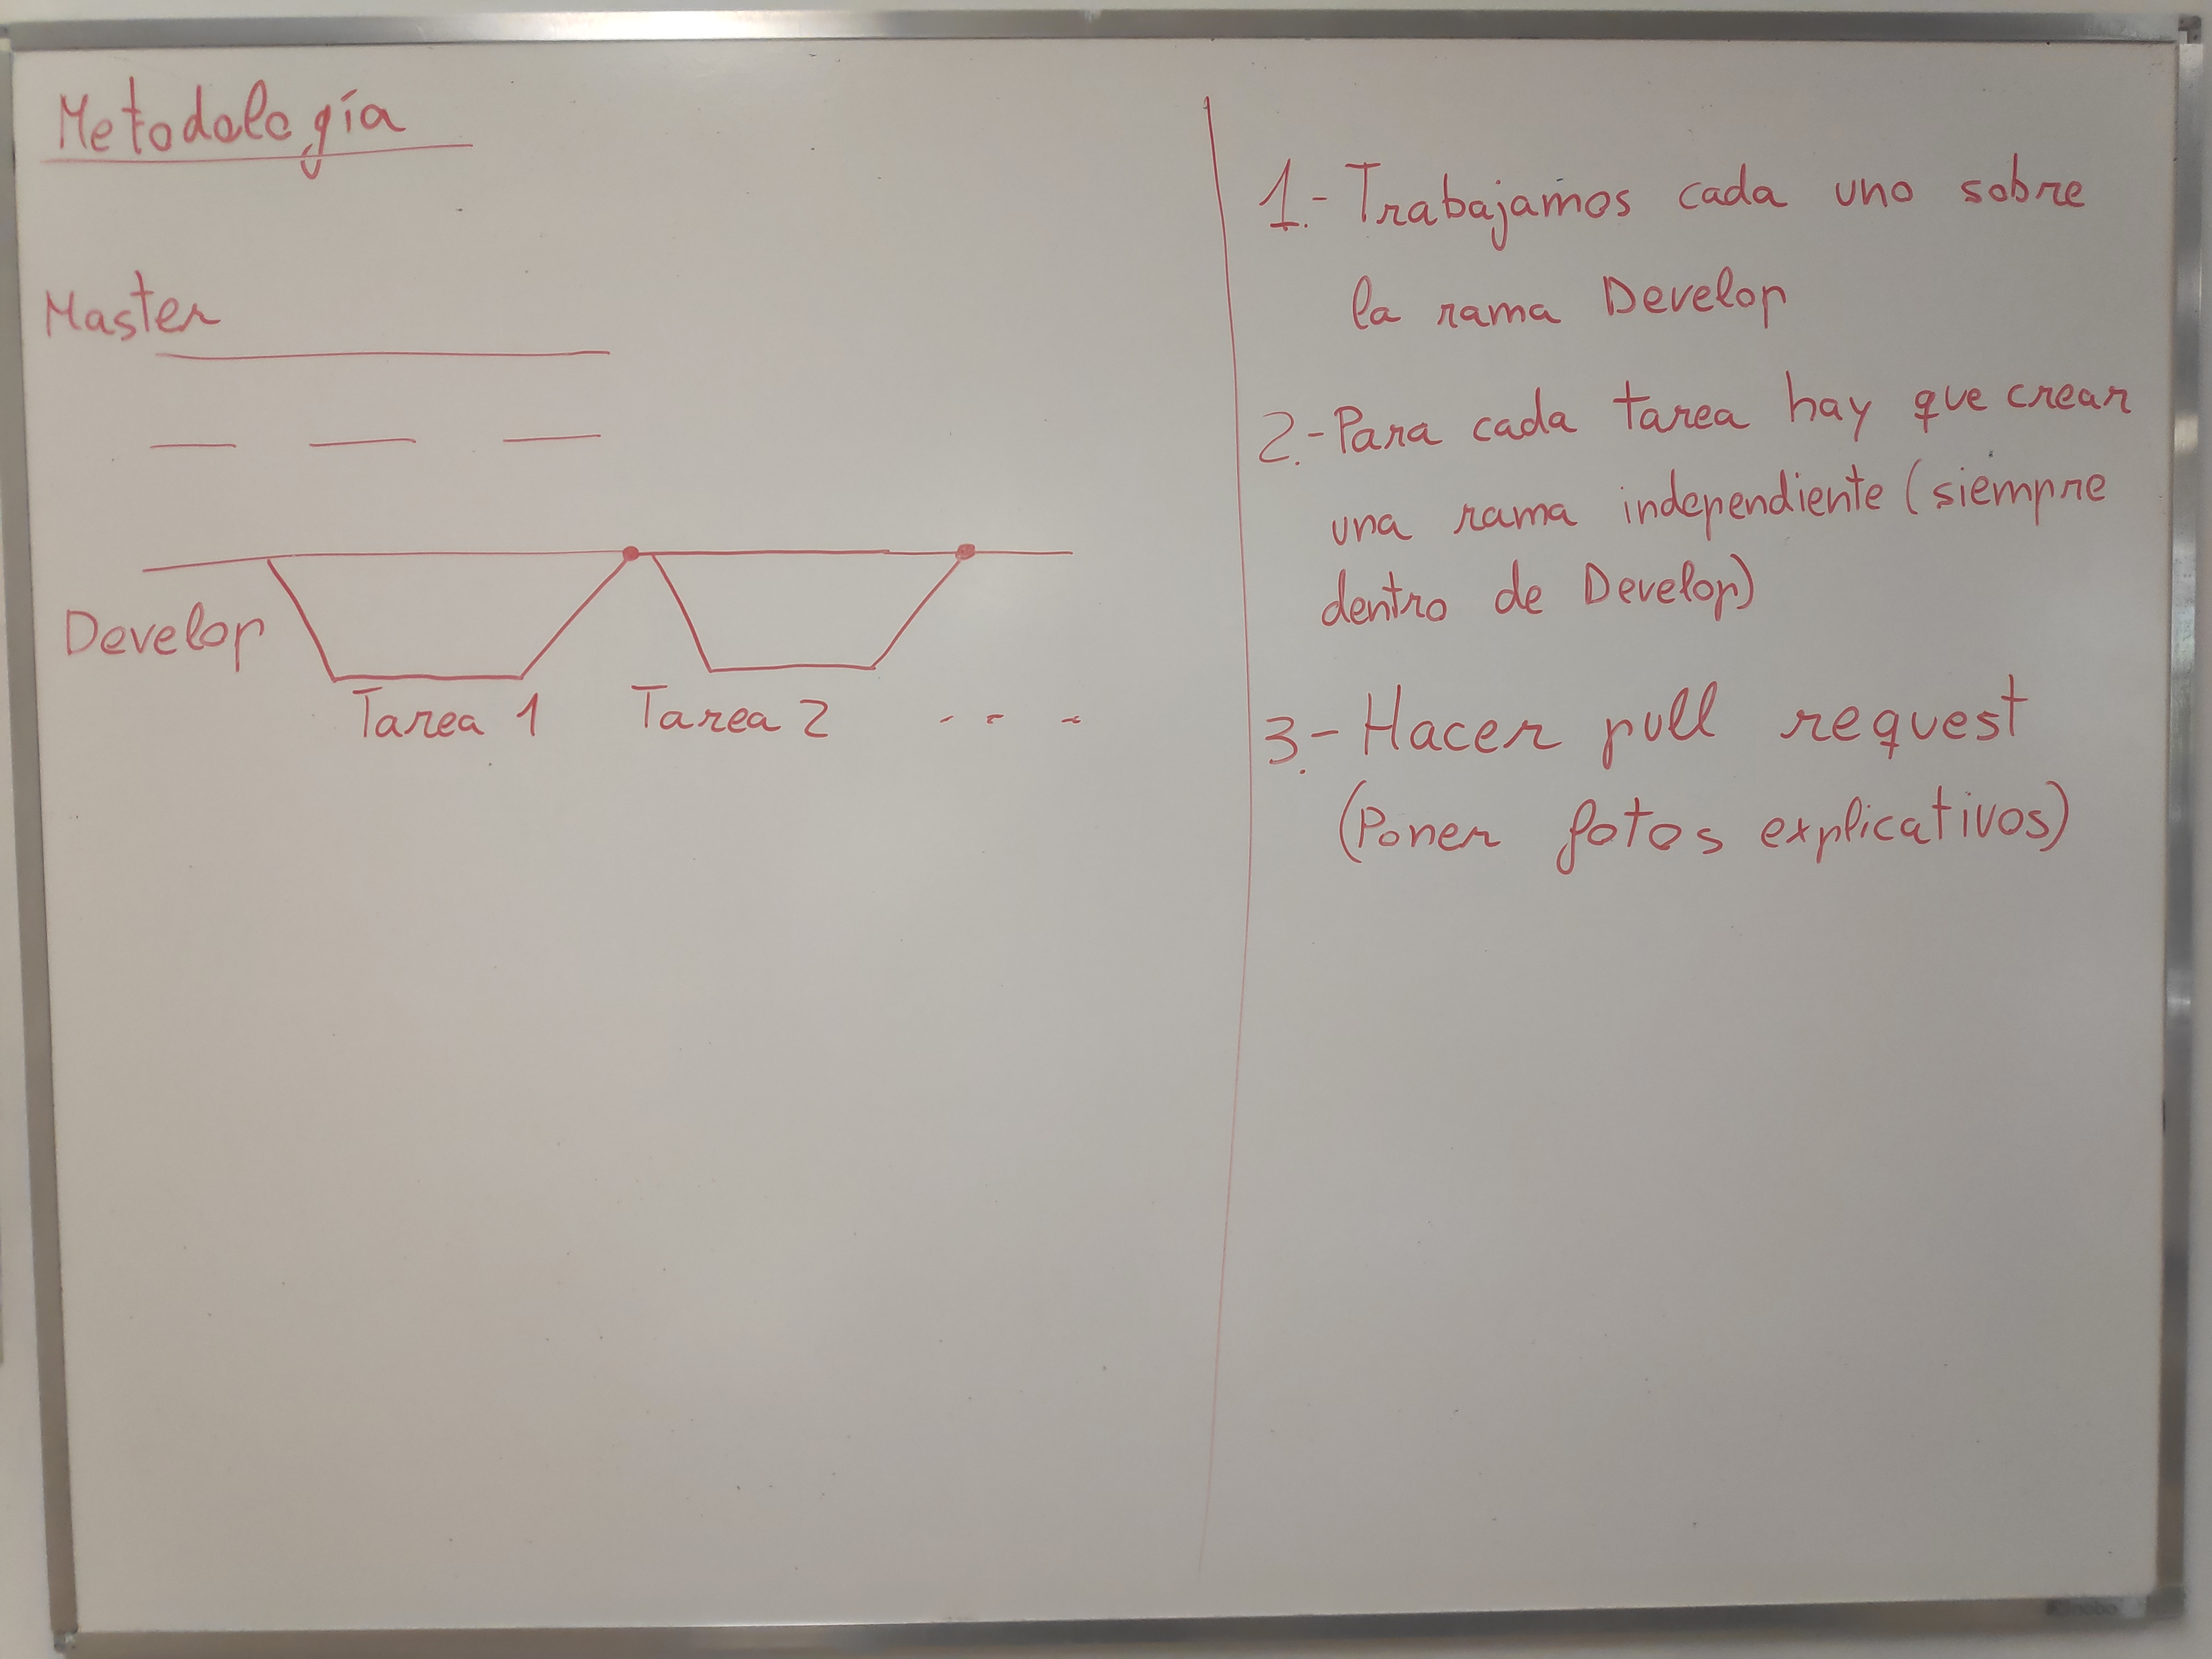 Metodología
Master
Develop
Tarea 1
Tarea 2
- - -
1.- Trabajamos cada uno sobre
la rama Develop
2.- Para cada tarea hay que crear
una rama independiente (siempre
dentro de Develop)
3.- Hacer pull request
(Poner fotos explicativos)